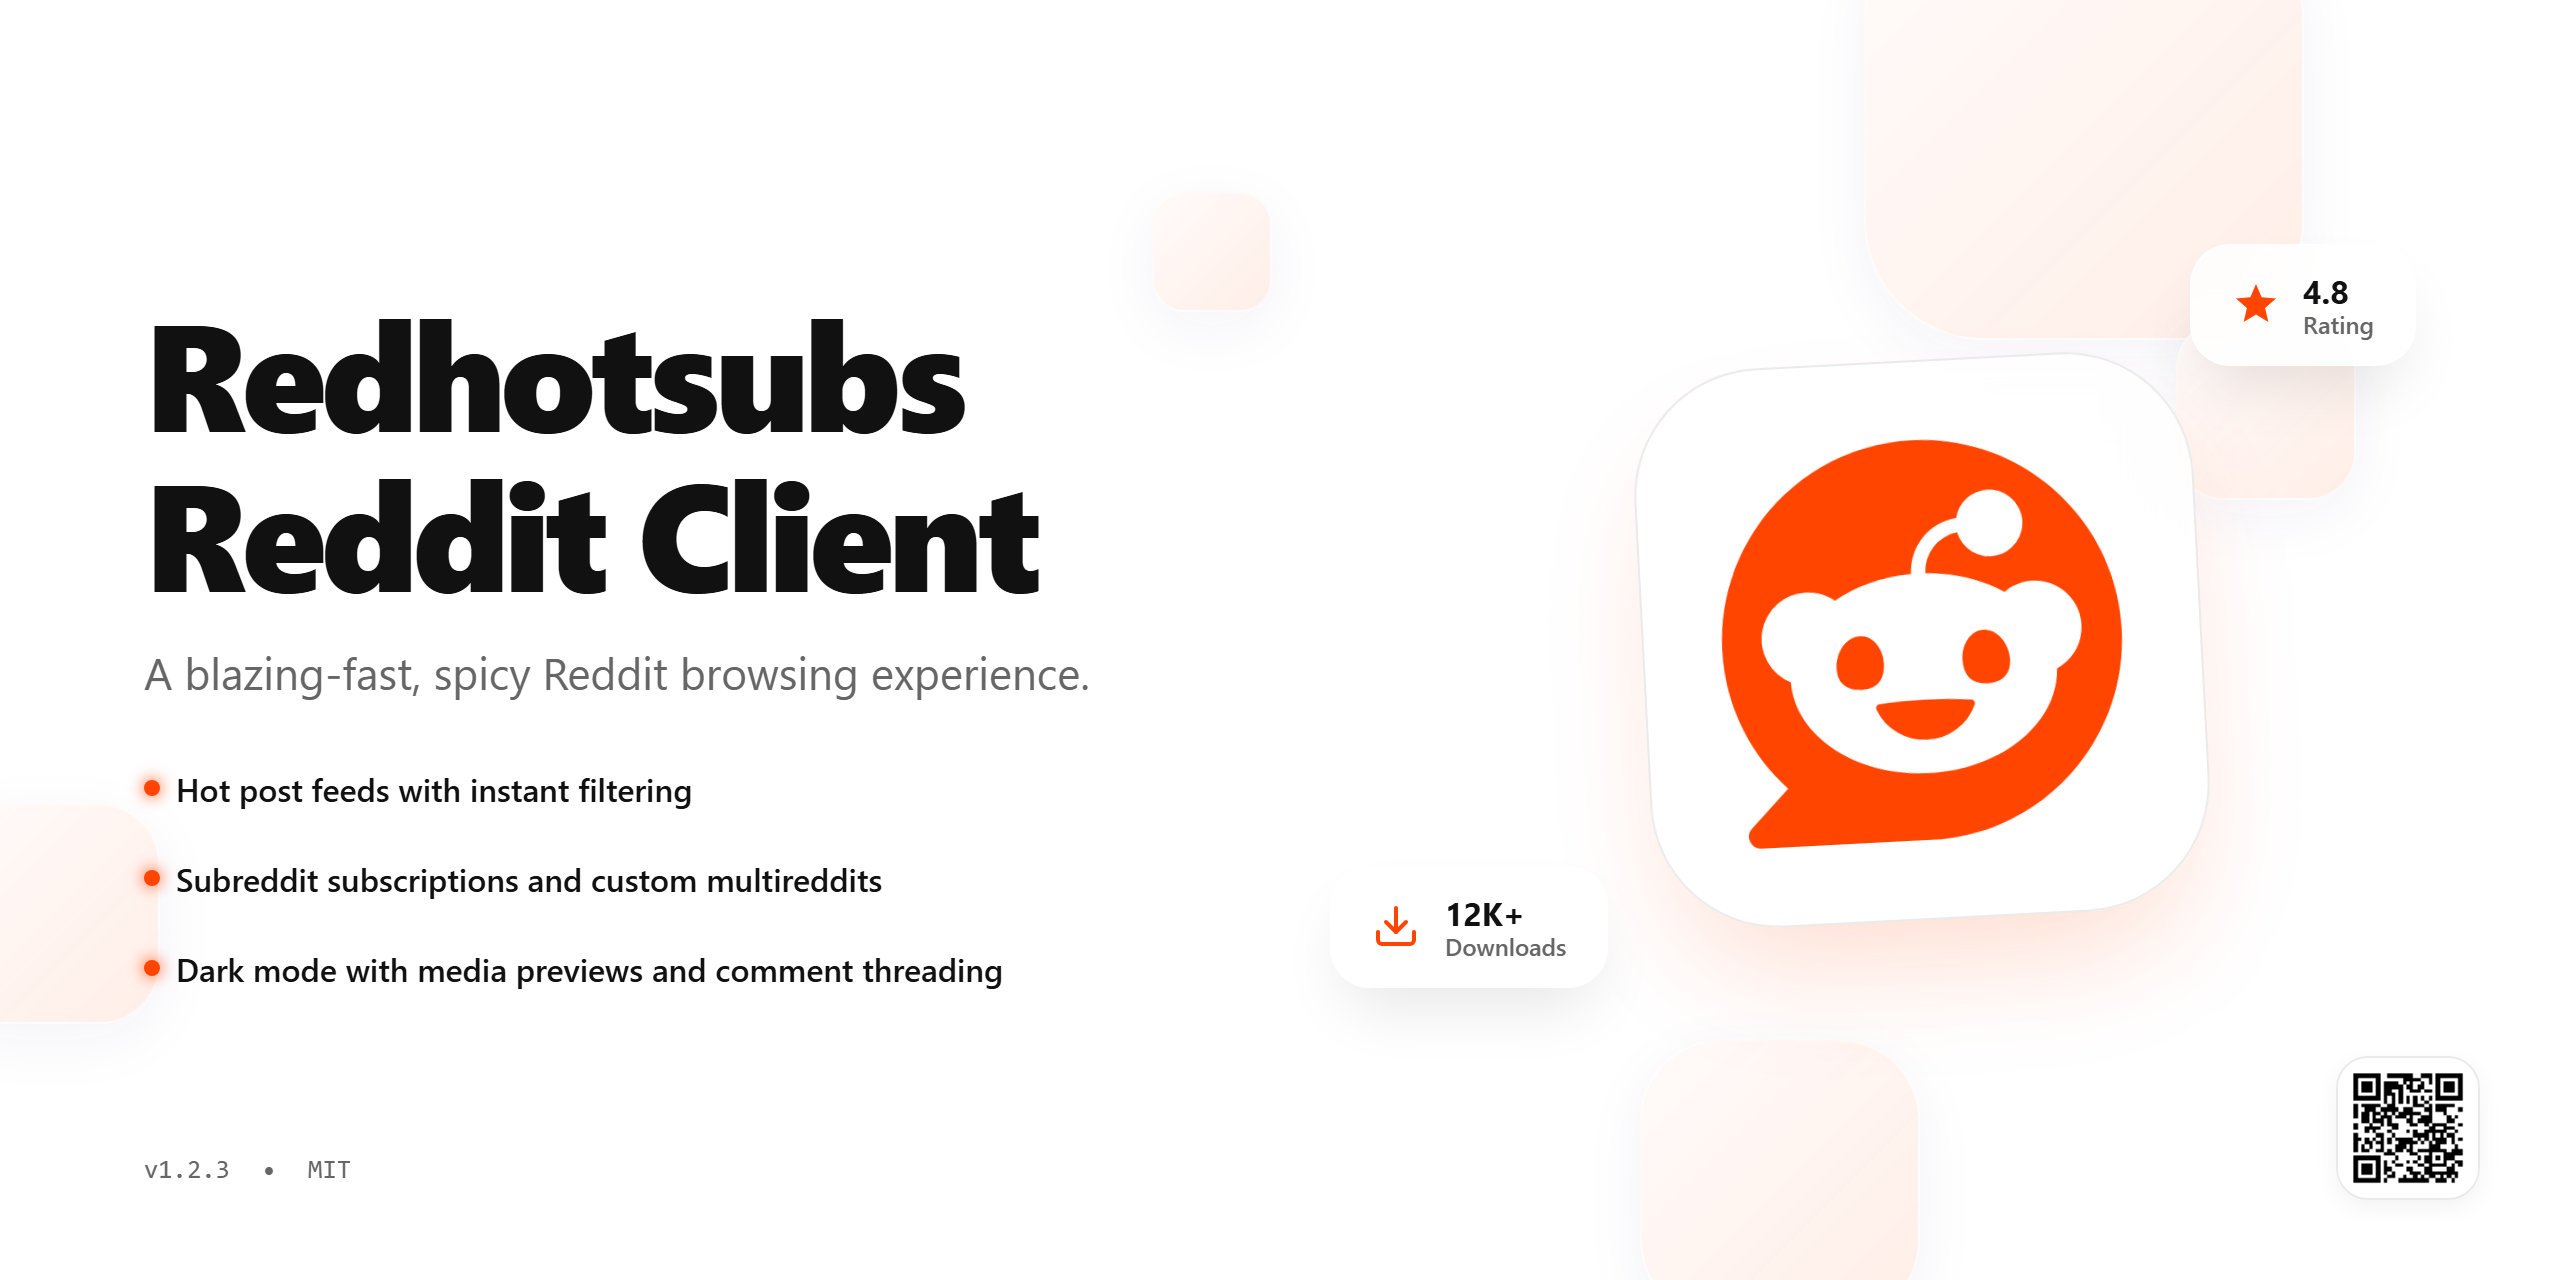 Redhotsubs
Reddit Client
A blazing-fast, spicy Reddit browsing experience.
Hot post feeds with instant filtering
Subreddit subscriptions and custom multireddits
Dark mode with media previews and comment threading
v1.2.3 • MIT
4.8
Rating
12K+
Downloads